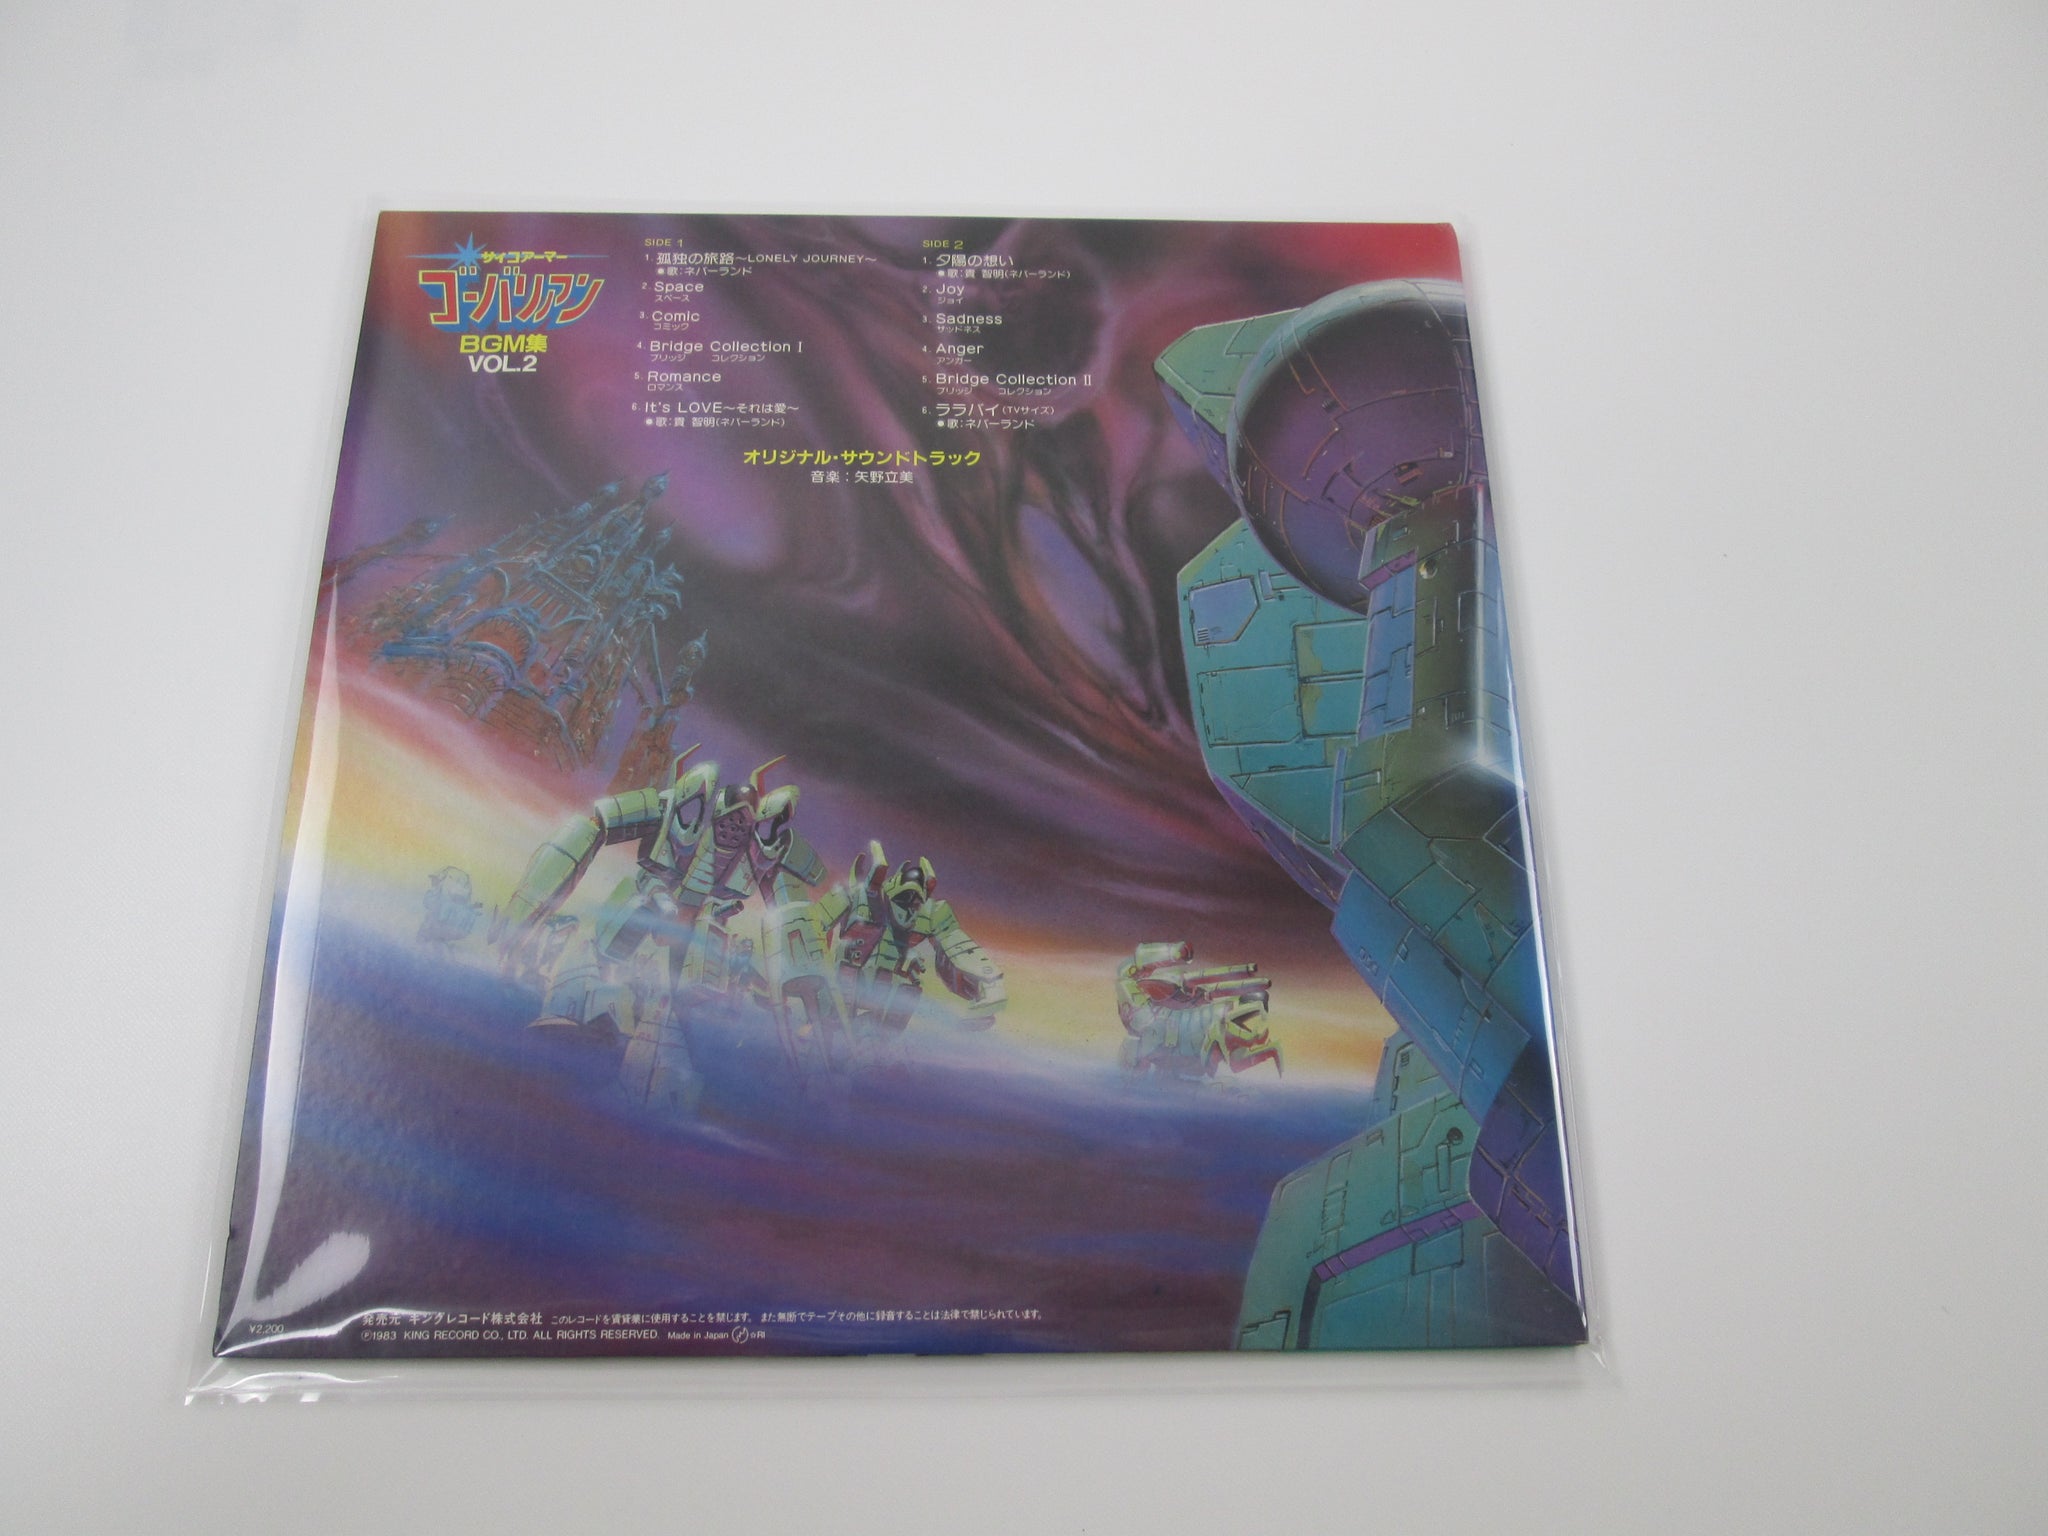 サイコアーマー
ゴーバリアン
BGM集
VOL.2
SIDE 1
1. 孤独の旅路〜LONELY JOURNEY〜
●歌:ネバーランド
2. Space
スペース
3. Comic
コミック
4. Bridge Collection I
ブリッジ コレクション
5. Romance
ロマンス
6. It's LOVE〜それは愛〜
●歌:貴 智明(ネバーランド)
SIDE 2
1. 夕陽の想い
●歌:貴 智明(ネバーランド)
2. Joy
ジョイ
3. Sadness
サッドネス
4. Anger
アンガー
5. Bridge Collection II
ブリッジ コレクション
6. ララバイ(TVサイズ)
●歌:ネバーランド
オリジナル・サウンドトラック
音楽:矢野立美
¥2,200
発売元 キングレコード株式会社 このレコードを賃貸業に使用することを禁じます。また無断でテープその他に録音することは法律で禁じられています。
Ⓟ1983 KING RECORD CO., LTD. ALL RIGHTS RESERVED. Made in Japan ☆RI